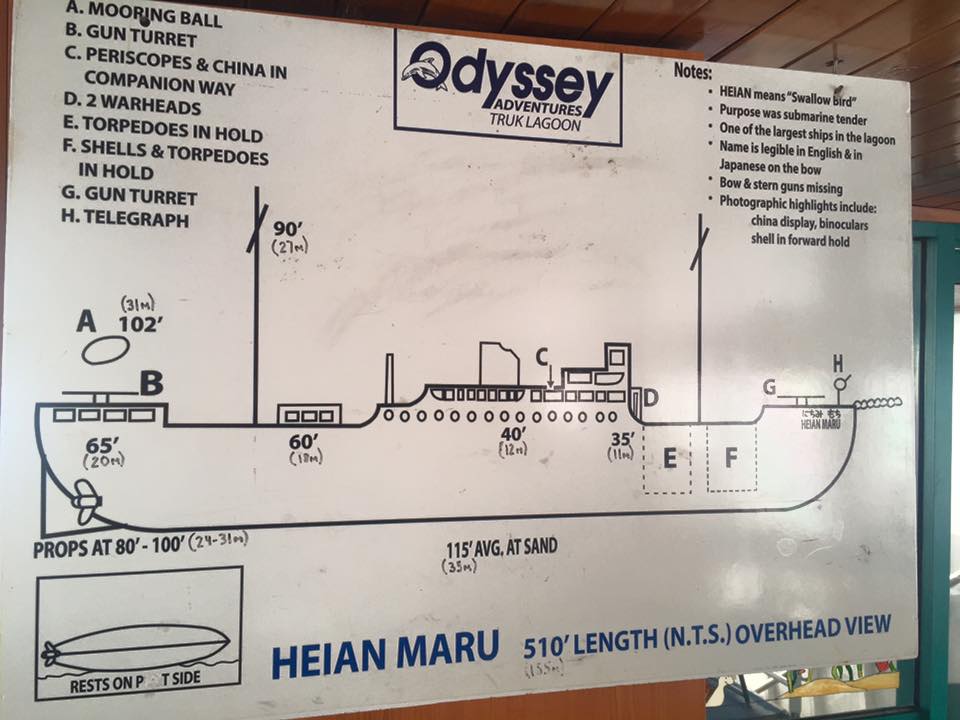 A. MOORING BALL
B. GUN TURRET
C. PERISCOPES & CHINA IN
COMPANION WAY
D. 2 WARHEADS
E. TORPEDOES IN HOLD
F. SHELLS & TORPEDOES
IN HOLD
G. GUN TURRET
H. TELEGRAPH
Odyssey
ADVENTURES
TRUK LAGOON
Notes:
• HEIAN means "Swallow Bird"
• Purpose was submarine tender
• One of the largest ships in the lagoon
• Name is legible in English & in
Japanese on the bow
• Bow & stern guns missing
• Photographic highlights include:
china display, binoculars
shell in forward hold
90'
(27m)
(31m)
A 102'
B
C
D
G
H
HEIAN MARU
65'
(20m)
60'
(18m)
40'
(12m)
35'
(11m)
E
F
PROPS AT 80' - 100' (24-31m)
115' AVG, AT SAND
(35m)
RESTS ON P T SIDE
HEIAN MARU 510' LENGTH (N.T.S.) OVERHEAD VIEW
(155m)